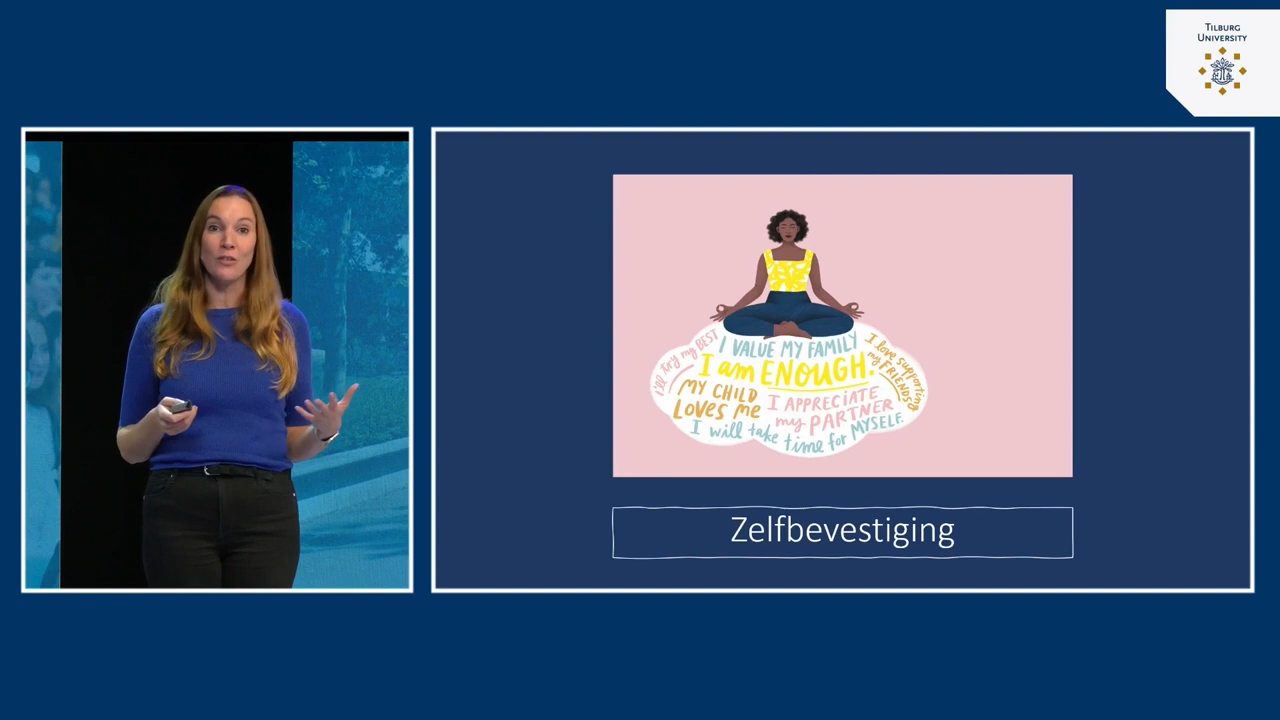 TILBURG
UNIVERSITY
I'll try my BEST
I VALUE MY FAMILY
I love supporting
my FRIENDS
I am ENOUGH.
MY CHILD
LOVES Me
I APPRECIATE
my PARTNER
I will take time for MYSELF.
Zelfbevestiging